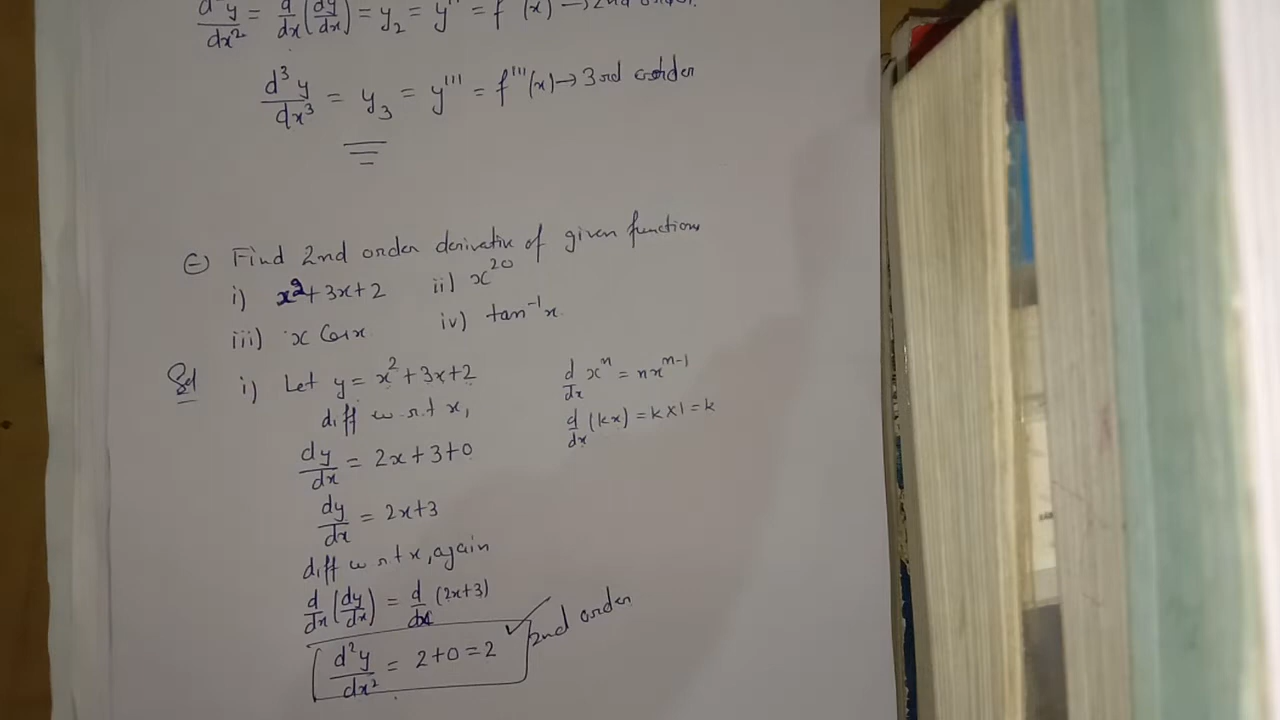 d²y/dx² = d/dx(dy/dx) = y₂ = y'' = f''(x) → 2nd order.
d³y/dx³ = y₃ = y''' = f'''(x) → 3rd order
Find 2nd order derivative of given functions
i) x²+3x+2 ii) x²⁰
iii) x Cosx iv) tan⁻¹x.
Sol i) Let y = x²+3x+2 d/dx xⁿ = nxⁿ⁻¹
diff w.r.t x, d/dx (kx) = k×1 = k
dy/dx = 2x+3+0
dy/dx = 2x+3
diff w r t x, again
d/dx(dy/dx) = d/dx (2x+3)
d²y/dx² = 2+0 = 2 ✓ 2nd order